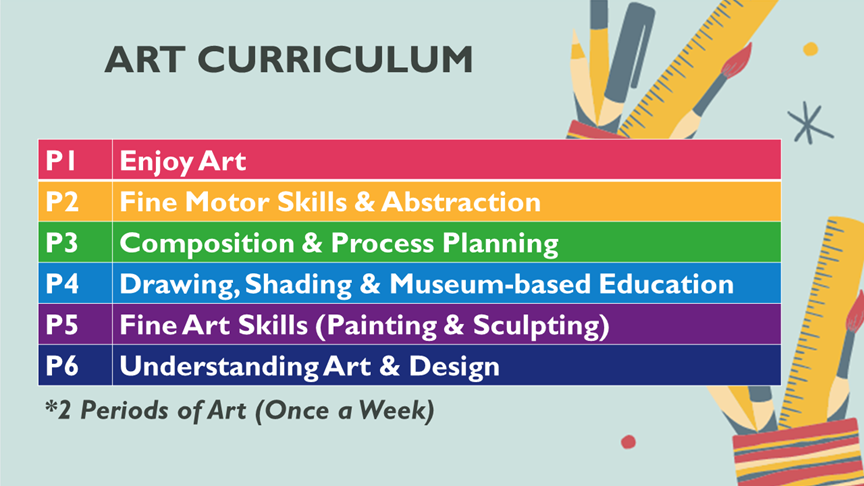 ART CURRICULUM
P1 Enjoy Art
P2 Fine Motor Skills & Abstraction
P3 Composition & Process Planning
P4 Drawing, Shading & Museum-based Education
P5 Fine Art Skills (Painting & Sculpting)
P6 Understanding Art & Design
*2 Periods of Art (Once a Week)